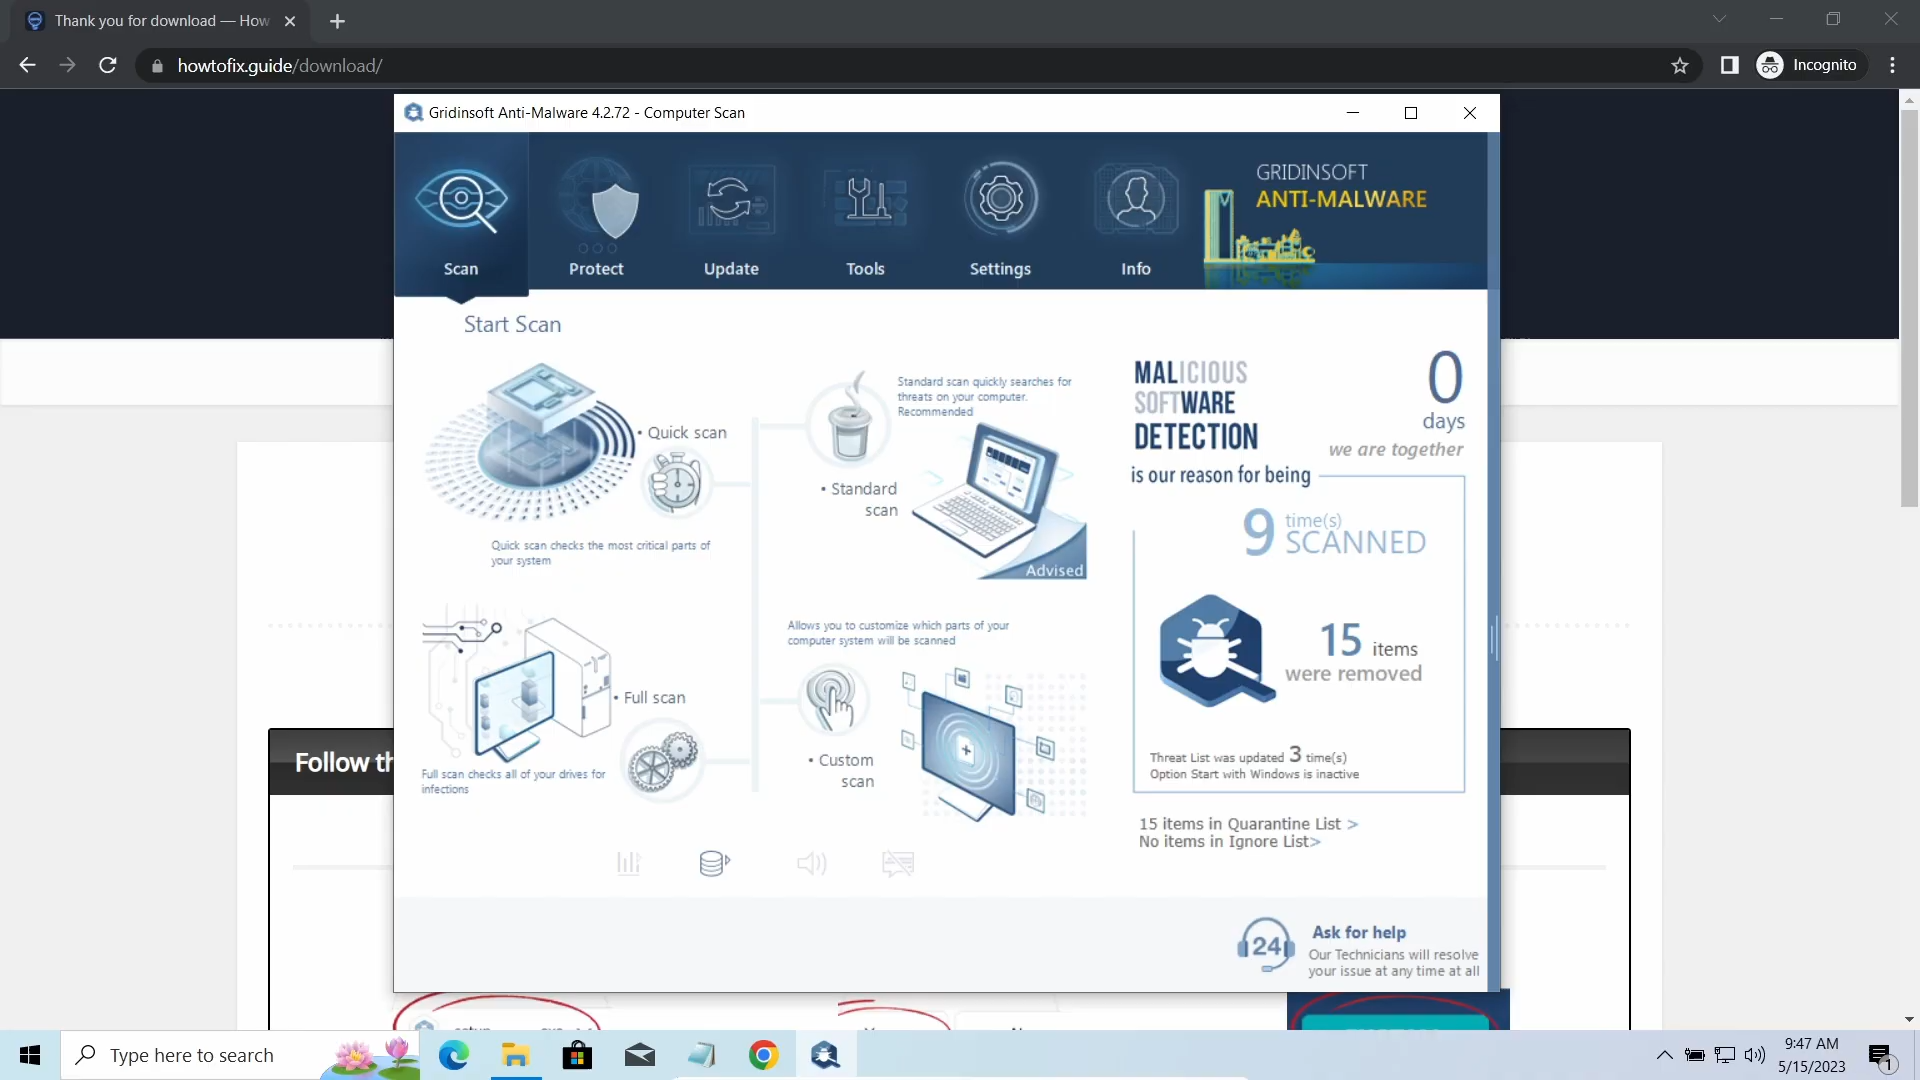 Thank you for download — How
howtofix.guide/download/
Incognito
Gridinsoft Anti-Malware 4.2.72 - Computer Scan
Scan
Protect
Update
Tools
Settings
Info
GRIDINSOFT
ANTI-MALWARE
Start Scan
• Quick scan
Quick scan checks the most critical parts of
your system
Standard scan quickly searches for
threats on your computer.
Recommended
• Standard
scan
Advised
• Full scan
Full scan checks all of your drives for
infections
Allows you to customize which parts of your
computer system will be scanned
• Custom
scan
MALICIOUS
SOFTWARE
DETECTION
is our reason for being
0
days
we are together
9 time(s)
SCANNED
15 items
were removed
Threat List was updated 3 time(s)
Option Start with Windows is inactive
15 items in Quarantine List >
No items in Ignore List>
24
Ask for help
Our Technicians will resolve
your issue at any time at all
Follow th
Type here to search
9:47 AM
5/15/2023
1